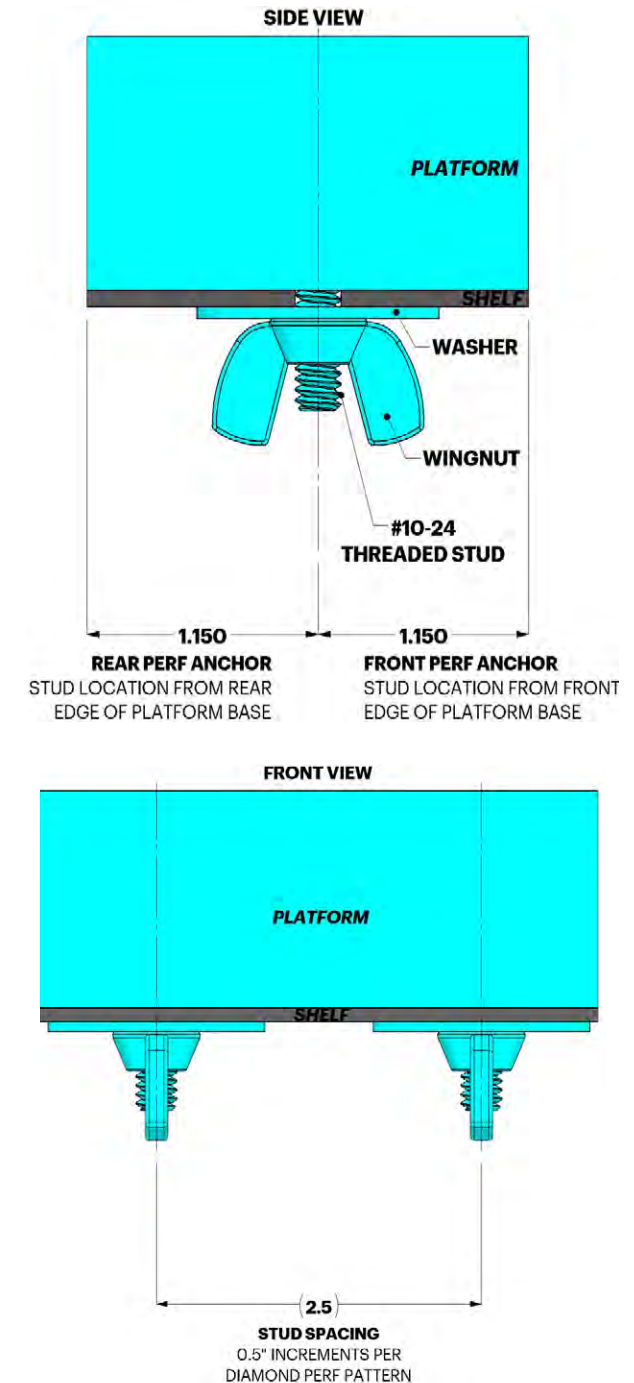 SIDE VIEW
PLATFORM
SHELF
WASHER
WINGNUT
#10-24
THREADED STUD
1.150
1.150
REAR PERF ANCHOR
STUD LOCATION FROM REAR
EDGE OF PLATFORM BASE
FRONT PERF ANCHOR
STUD LOCATION FROM FRONT
EDGE OF PLATFORM BASE
FRONT VIEW
PLATFORM
SHELF
(2.5)
STUD SPACING
0.5" INCREMENTS PER
DIAMOND PERF PATTERN